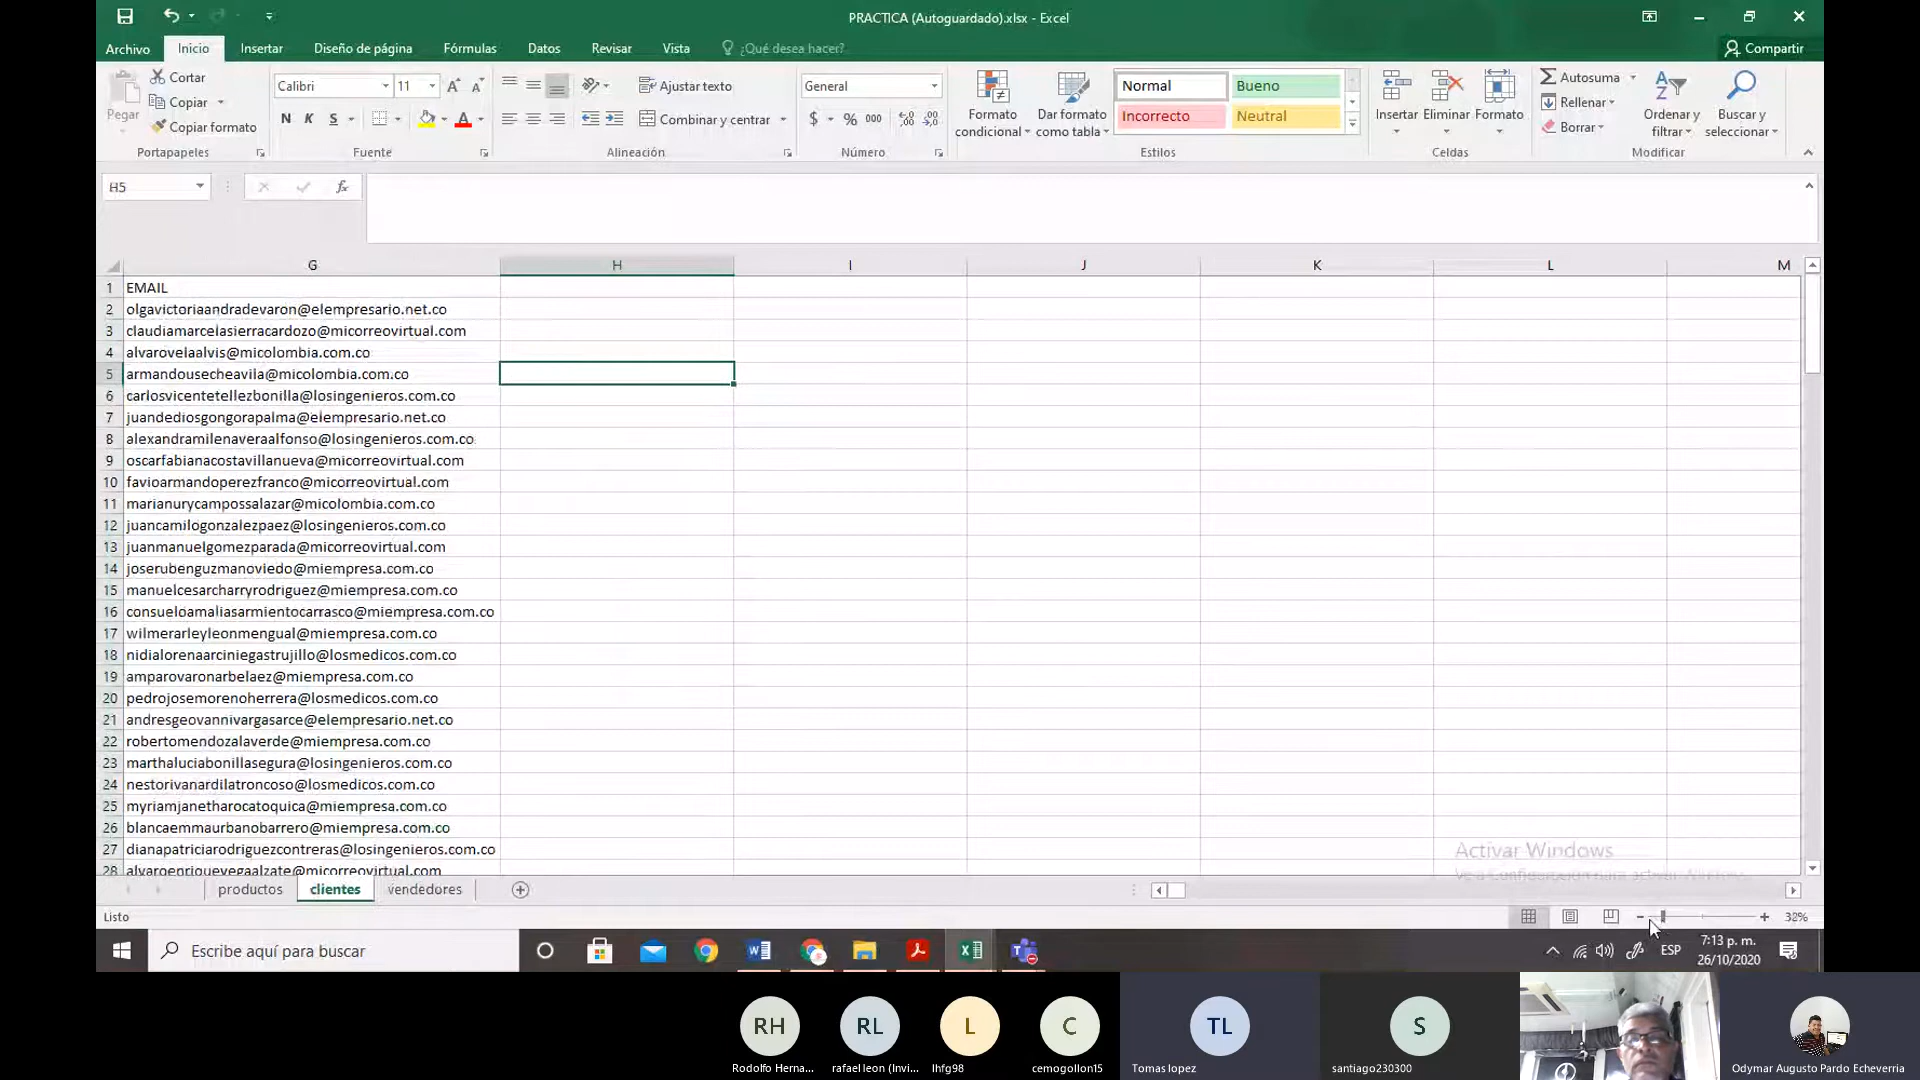 PRACTICA (Autoguardado).xlsx - Excel
Archivo Inicio Insertar Diseño de página Fórmulas Datos Revisar Vista ¿Qué desea hacer? Compartir
Pegar
Cortar
Copiar
Copiar formato
Portapapeles
Calibri 11
N K S
Fuente
Ajustar texto
Combinar y centrar
Alineación
General
$ % 000
Número
Formato condicional
Dar formato como tabla
Normal Bueno
Incorrecto Neutral
Estilos
Insertar Eliminar Formato
Celdas
Autosuma
Rellenar
Borrar
Ordenar y filtrar
Buscar y seleccionar
Modificar
H5
fx
G H I J K L M
1 EMAIL
2 olgavictoriaandradevaron@elempresario.net.co
3 claudiamarcelasierracardozo@micorreovirtual.com
4 alvarovelaalvis@micolombia.com.co
5 armandousecheavila@micolombia.com.co
6 carlosvicentetellezbonilla@losingenieros.com.co
7 juandediosgongorapalma@elempresario.net.co
8 alexandramilenaveraalfonso@losingenieros.com.co
9 oscarfabianacostavillanueva@micorreovirtual.com
10 favioarmandoperezfranco@micorreovirtual.com
11 marianurycampossalazar@micolombia.com.co
12 juancamilogonzalezpaez@losingenieros.com.co
13 juanmanuelgomezparada@micorreovirtual.com
14 joserubenguzmanoviedo@miempresa.com.co
15 manuelcesarcharryrodriguez@miempresa.com.co
16 consueloamaliasarmientocarrasco@miempresa.com.co
17 wilmerarleyleonmengual@miempresa.com.co
18 nidialorenaarciniegastrujillo@losmedicos.com.co
19 amparovaronarbelaez@miempresa.com.co
20 pedrojosemorenoherrera@losmedicos.com.co
21 andresgeovannivargasarce@elempresario.net.co
22 robertomendozalaverde@miempresa.com.co
23 marthaluciabonillasegura@losingenieros.com.co
24 nestorivanardilatroncoso@losmedicos.com.co
25 myriamjanetharocatoquica@miempresa.com.co
26 blancaemmaurbanobarrero@miempresa.com.co
27 dianapatriciarodriguezcontreras@losingenieros.com.co
28 alvaroenriquevegaalzate@micorreovirtual.com
Activar Windows
Ve a Configuración para activar Windows.
productos clientes vendedores
Listo
32%
Escribe aquí para buscar
ESP
7:13 p. m.
26/10/2020
RH RL L C TL S
Rodolfo Herna... rafael leon (Invi... lhfg98 cemogollon15 Tomas lopez santiago230300 Odymar Augusto Pardo Echeverria